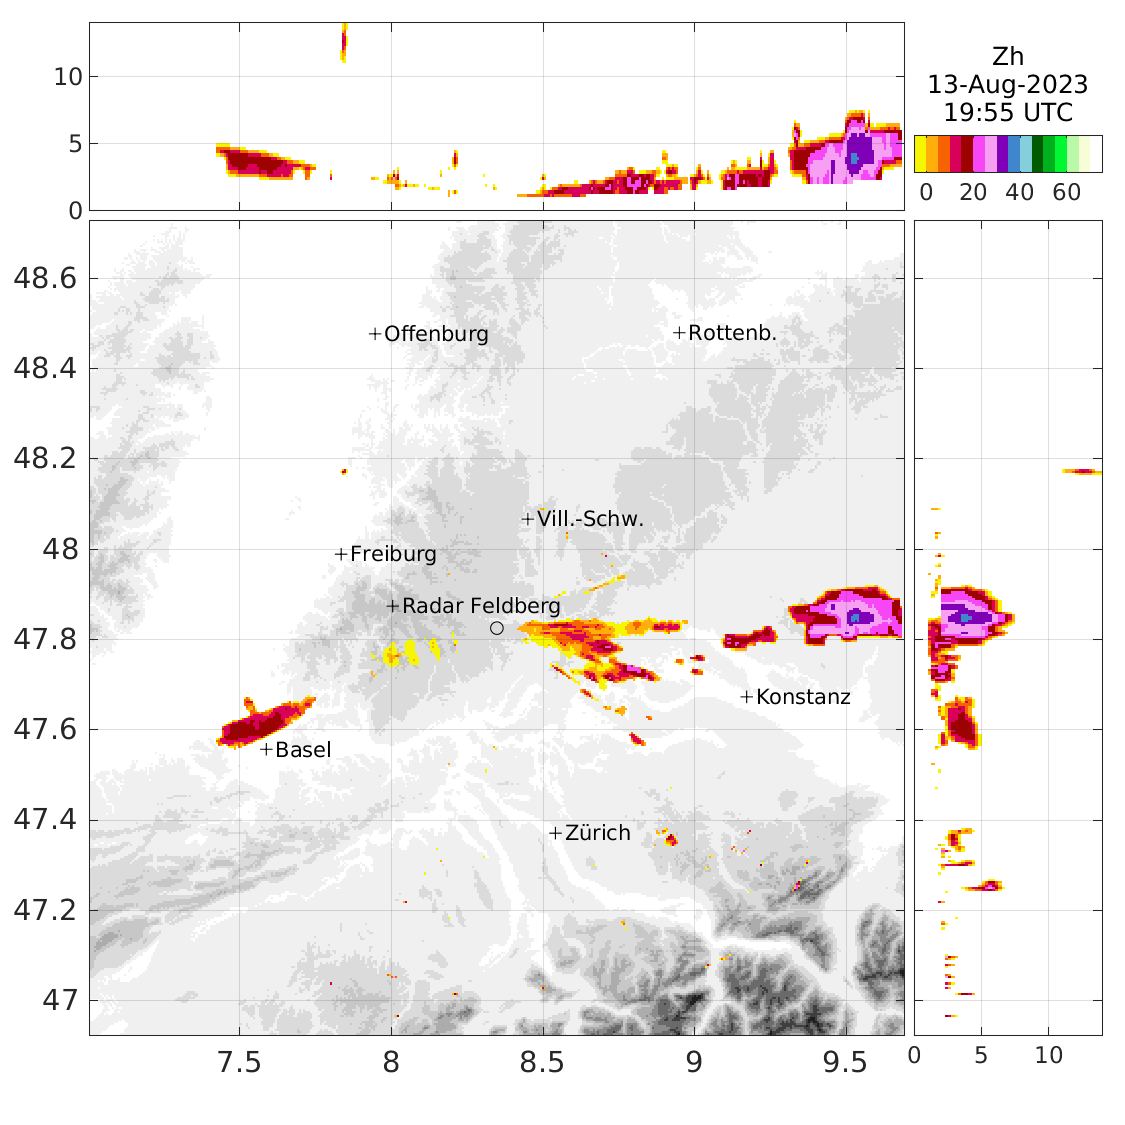 10
5
0
Zh
13-Aug-2023
19:55 UTC
0 20 40 60
48.6
48.4
48.2
48
47.8
47.6
47.4
47.2
47
+Offenburg
+Rottenb.
+Vill.-Schw.
+Freiburg
+Radar Feldberg
+Konstanz
+Basel
+Zürich
7.5 8 8.5 9 9.5
0 5 10